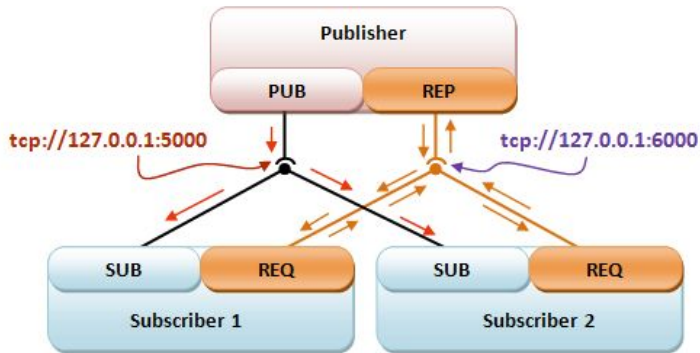 Publisher
PUB REP
tcp://127.0.0.1:5000 tcp://127.0.0.1:6000
SUB REQ SUB REQ
Subscriber 1 Subscriber 2